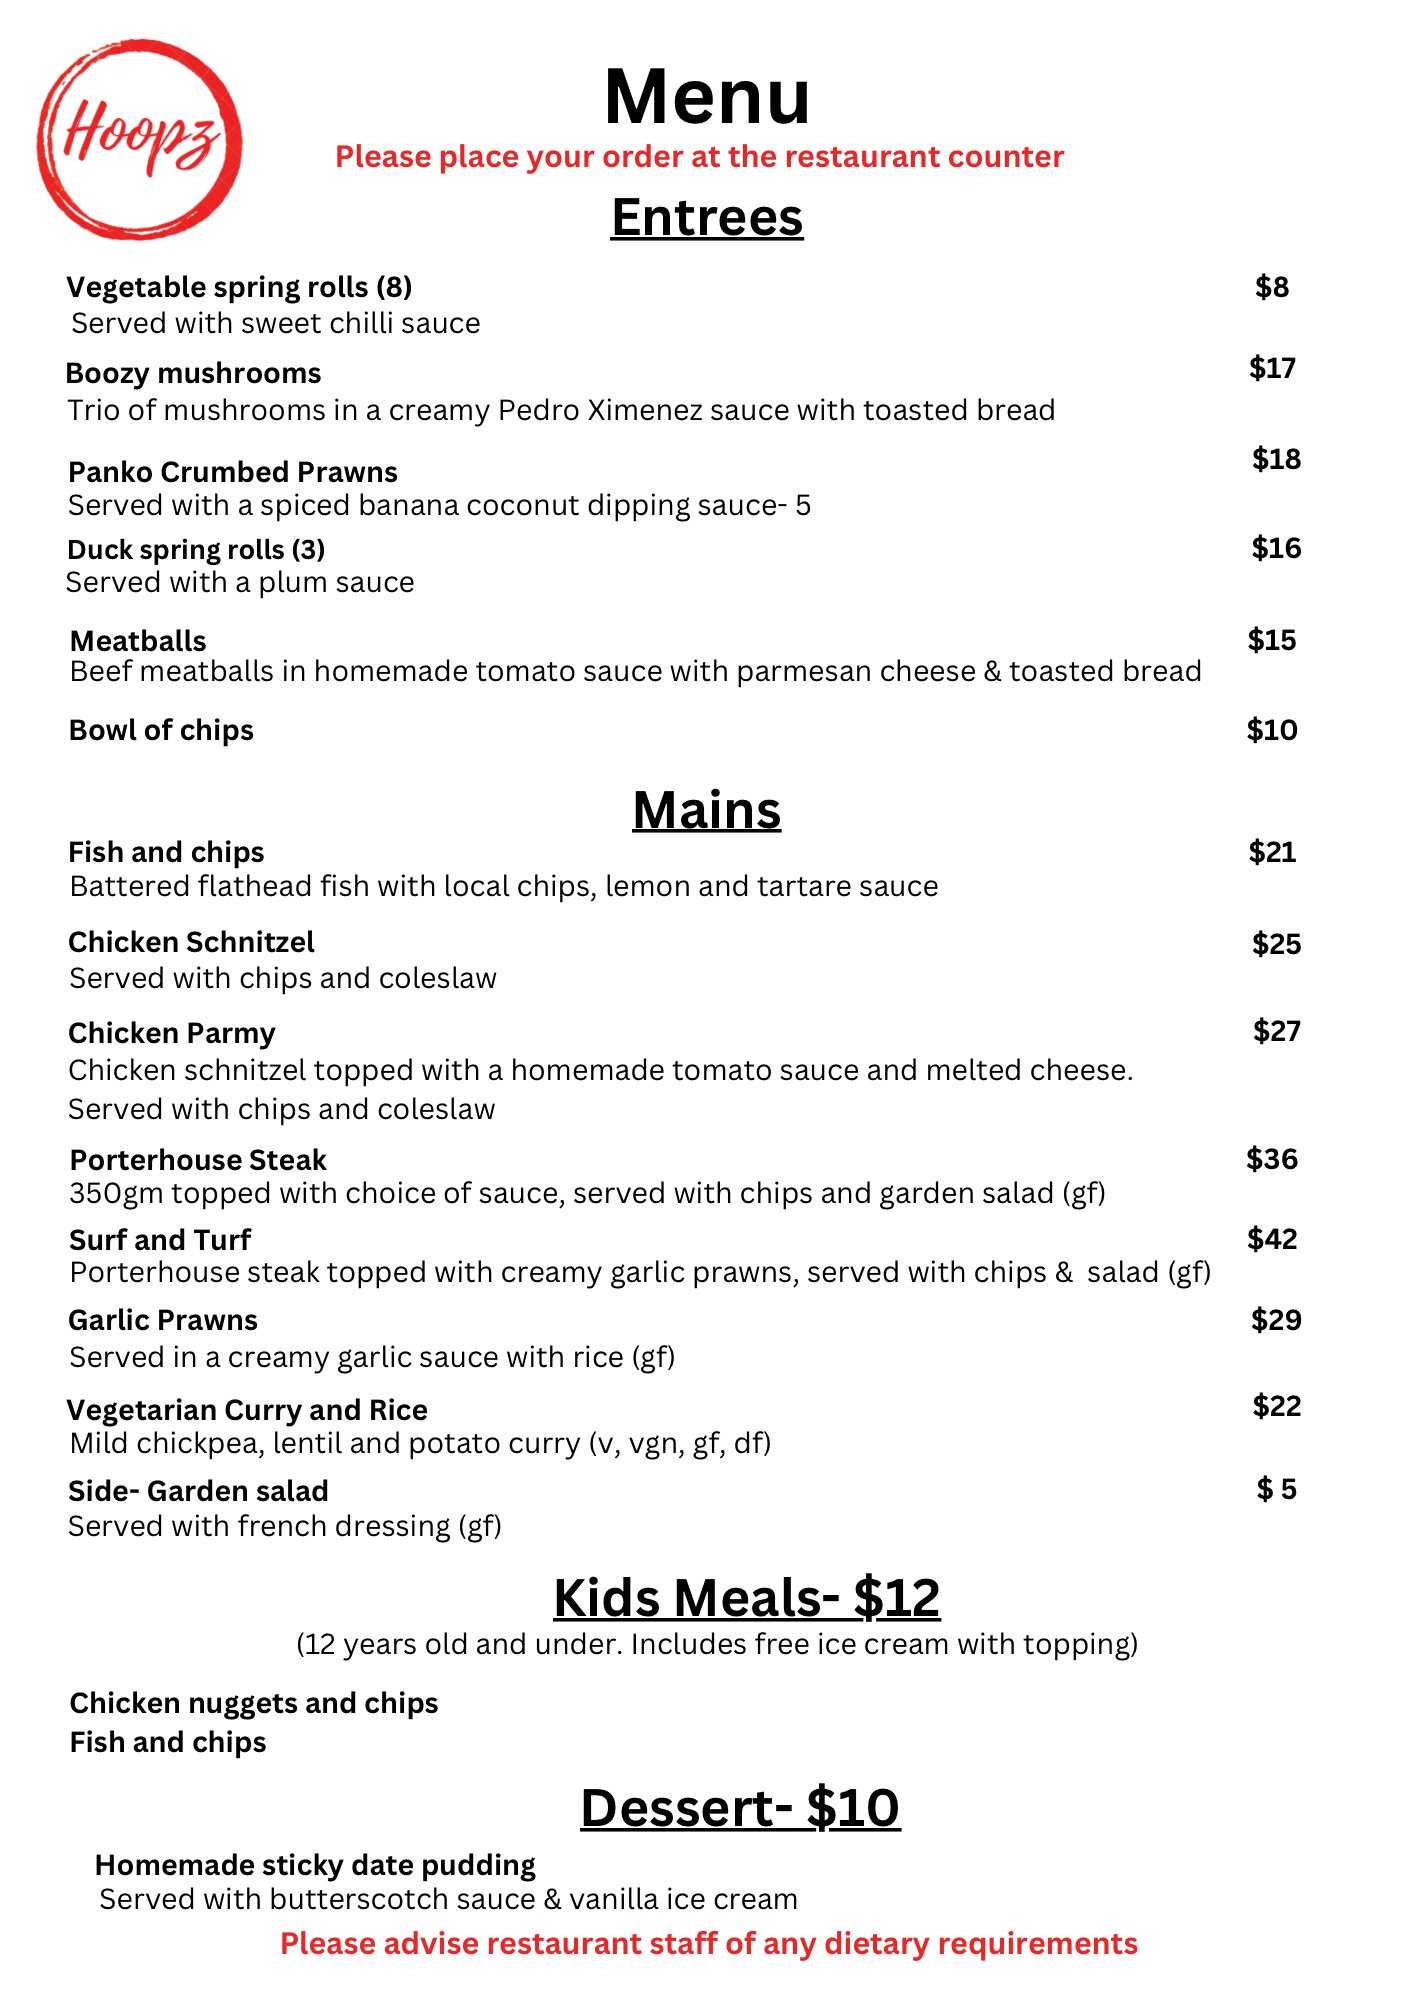 Hoopz
Menu
Please place your order at the restaurant counter
Entrees
Vegetable spring rolls (8) $8
Served with sweet chilli sauce
Boozy mushrooms $17
Trio of mushrooms in a creamy Pedro Ximenez sauce with toasted bread
Panko Crumbed Prawns $18
Served with a spiced banana coconut dipping sauce- 5
Duck spring rolls (3) $16
Served with a plum sauce
Meatballs $15
Beef meatballs in homemade tomato sauce with parmesan cheese & toasted bread
Bowl of chips $10
Mains
Fish and chips $21
Battered flathead fish with local chips, lemon and tartare sauce
Chicken Schnitzel $25
Served with chips and coleslaw
Chicken Parmy $27
Chicken schnitzel topped with a homemade tomato sauce and melted cheese.
Served with chips and coleslaw
Porterhouse Steak $36
350gm topped with choice of sauce, served with chips and garden salad (gf)
Surf and Turf $42
Porterhouse steak topped with creamy garlic prawns, served with chips & salad (gf)
Garlic Prawns $29
Served in a creamy garlic sauce with rice (gf)
Vegetarian Curry and Rice $22
Mild chickpea, lentil and potato curry (v, vgn, gf, df)
Side- Garden salad $ 5
Served with french dressing (gf)
Kids Meals- $12
(12 years old and under. Includes free ice cream with topping)
Chicken nuggets and chips
Fish and chips
Dessert- $10
Homemade sticky date pudding
Served with butterscotch sauce & vanilla ice cream
Please advise restaurant staff of any dietary requirements